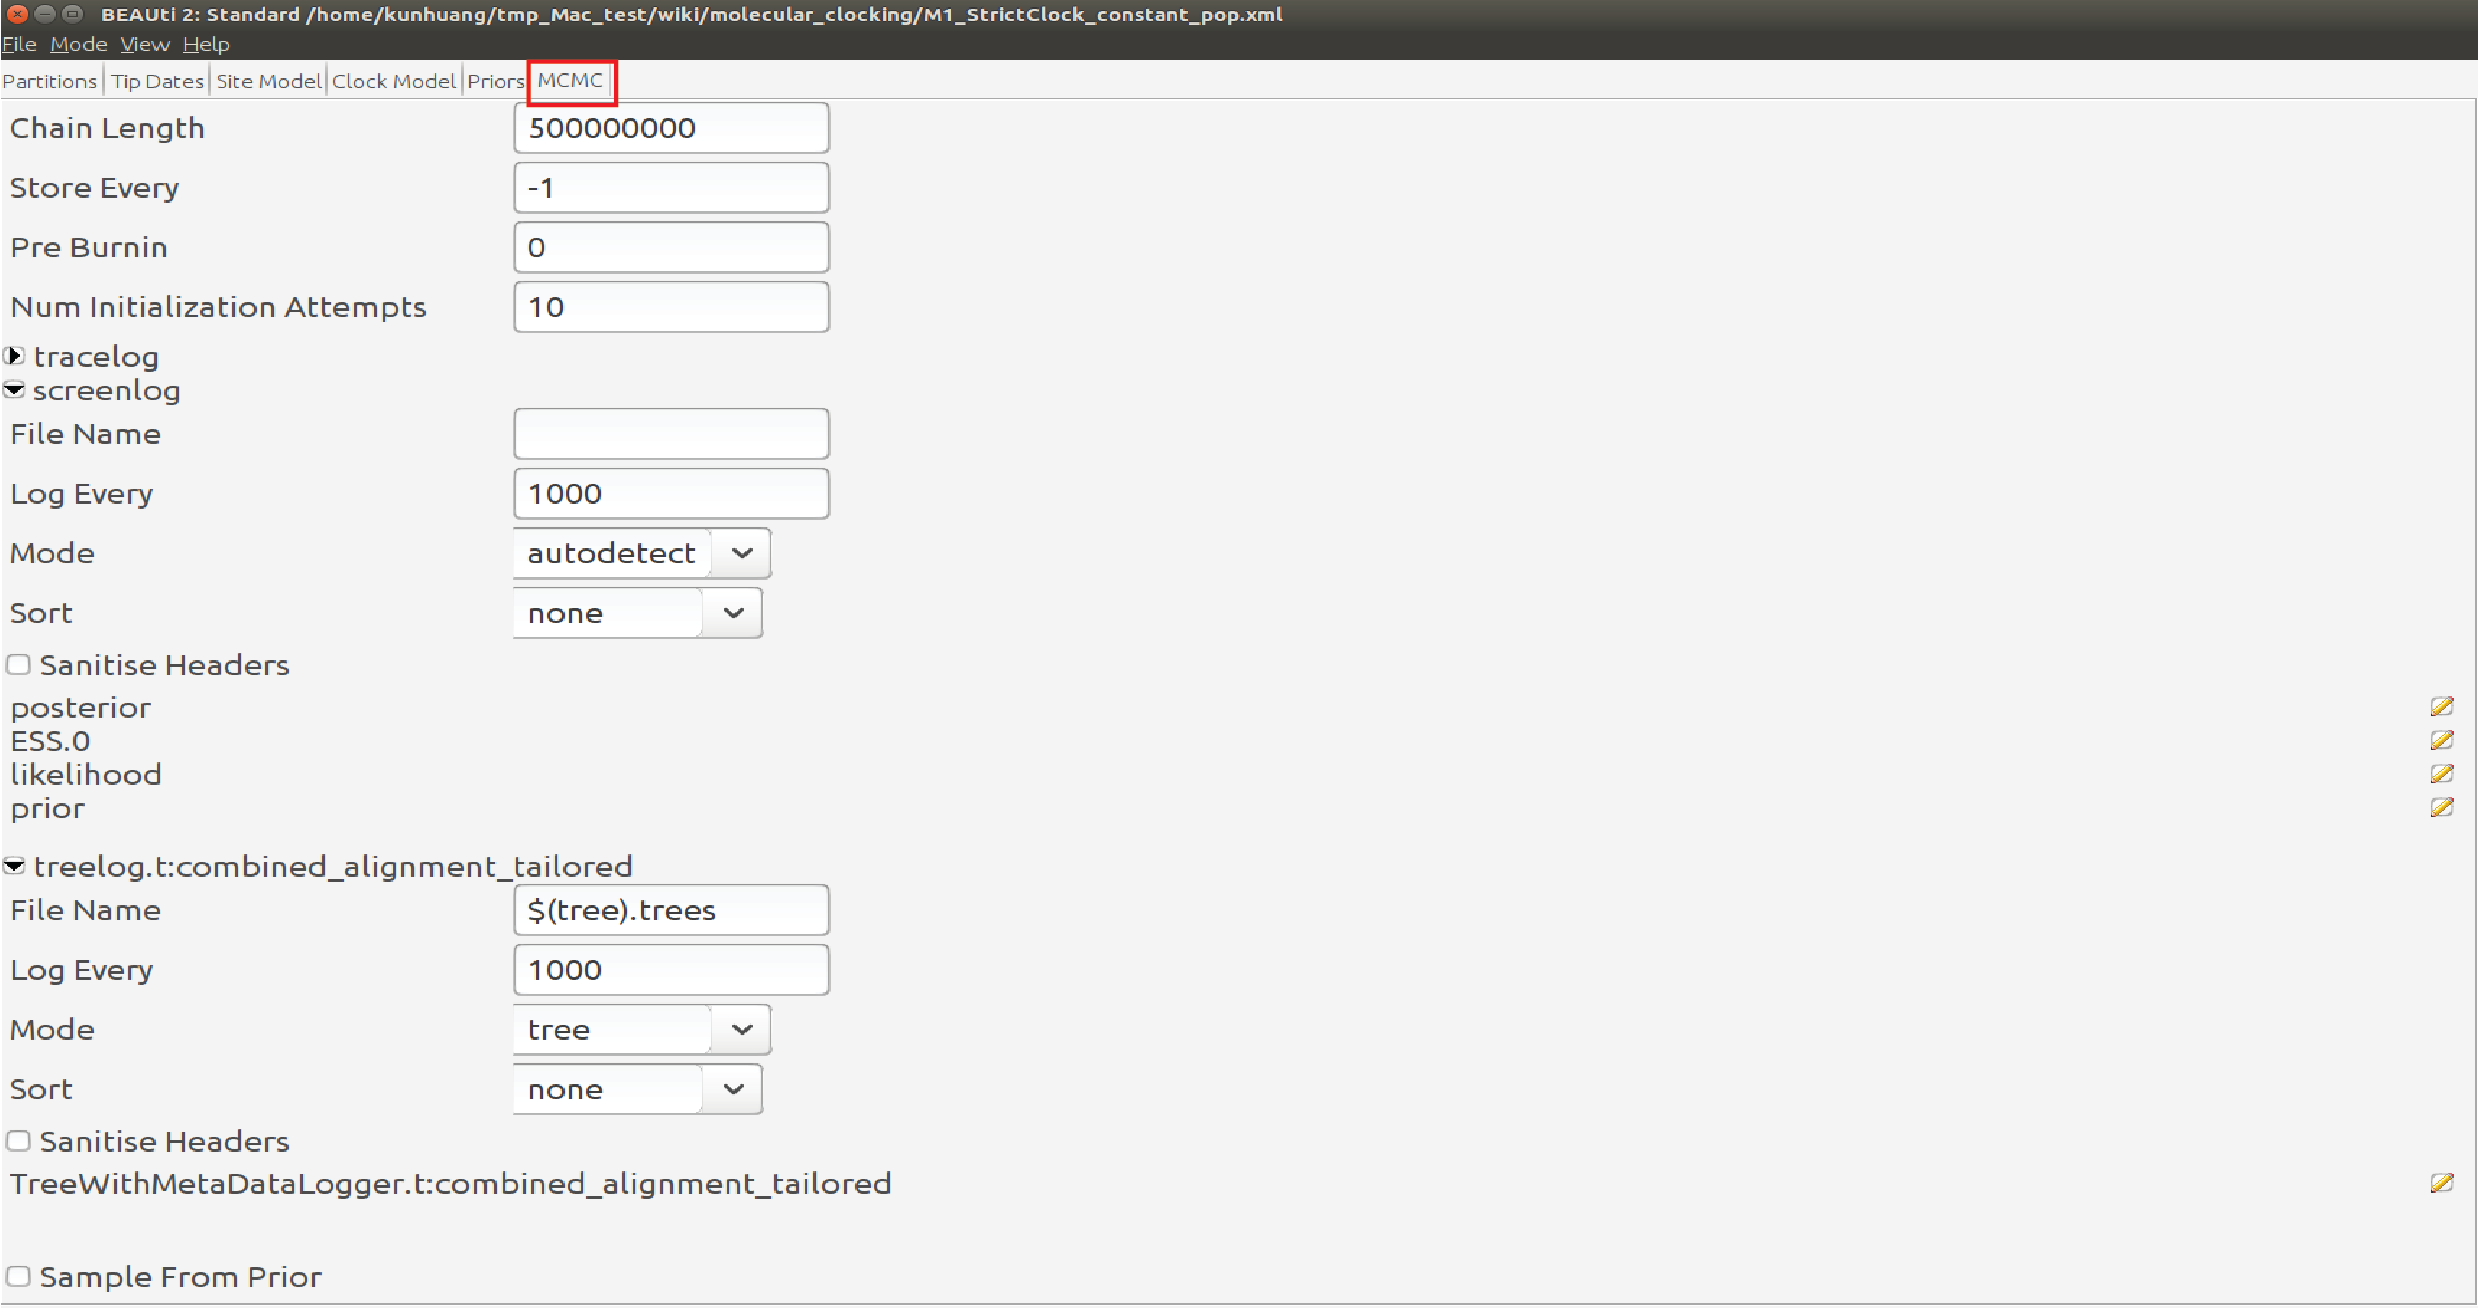 BEAUti 2: Standard /home/kunhuang/tmp_Mac_test/wiki/molecular_clocking/M1_StrictClock_constant_pop.xml
File Mode View Help
Partitions Tip Dates Site Model Clock Model Priors MCMC
Chain Length 500000000
Store Every -1
Pre Burnin 0
Num Initialization Attempts 10
tracelog
screenlog
File Name
Log Every 1000
Mode autodetect
Sort none
Sanitise Headers
posterior
ESS.0
likelihood
prior
treelog.t:combined_alignment_tailored
File Name $(tree).trees
Log Every 1000
Mode tree
Sort none
Sanitise Headers
TreeWithMetaDataLogger.t:combined_alignment_tailored
Sample From Prior